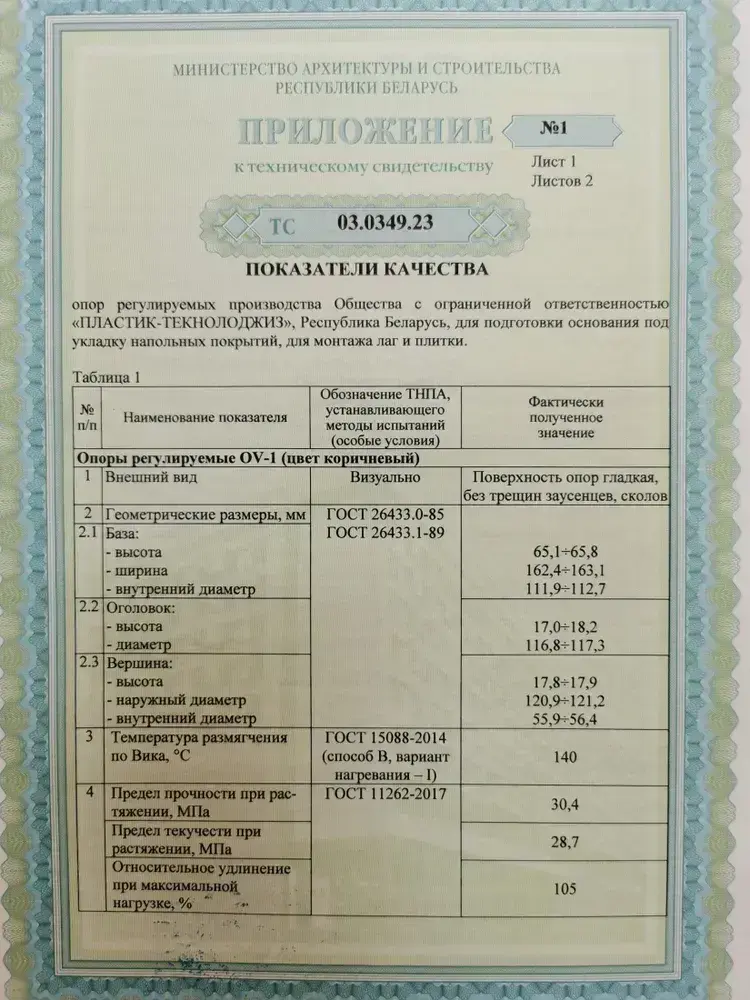 МИНИСТЕРСТВО АРХИТЕКТУРЫ И СТРОИТЕЛЬСТВА
РЕСПУБЛИКИ БЕЛАРУСЬ
ПРИЛОЖЕНИЕ №1
к техническому свидетельству
Лист 1
Листов 2
ТС 03.0349.23
ПОКАЗАТЕЛИ КАЧЕСТВА
опор регулируемых производства Общества с ограниченной ответственностью
«ПЛАСТИК-ТЕКНОЛОДЖИЗ», Республика Беларусь, для подготовки основания под
укладку напольных покрытий, для монтажа лаг и плитки.
Таблица 1
№ п/п
Наименование показателя
Обозначение ТНПА,
устанавливающего
методы испытаний
(особые условия)
Фактически
полученное
значение
Опоры регулируемые OV-1 (цвет коричневый)
1 Внешний вид Визуально Поверхность опор гладкая,
без трещин заусенцев, сколов
2 Геометрические размеры, мм ГОСТ 26433.0-85
2.1 База: ГОСТ 26433.1-89
- высота 65,1÷65,8
- ширина 162,4÷163,1
- внутренний диаметр 111,9÷112,7
2.2 Оголовок:
- высота 17,0÷18,2
- диаметр 116,8÷117,3
2.3 Вершина:
- высота 17,8÷17,9
- наружный диаметр 120,9÷121,2
- внутренний диаметр 55,9÷56,4
3 Температура размягчения ГОСТ 15088-2014
по Вика, °С (способ В, вариант 140
нагревания – I)
4 Предел прочности при рас- ГОСТ 11262-2017
тяжении, МПа 30,4
Предел текучести при
растяжении, МПа 28,7
Относительное удлинение
при максимальной 105
нагрузке, %